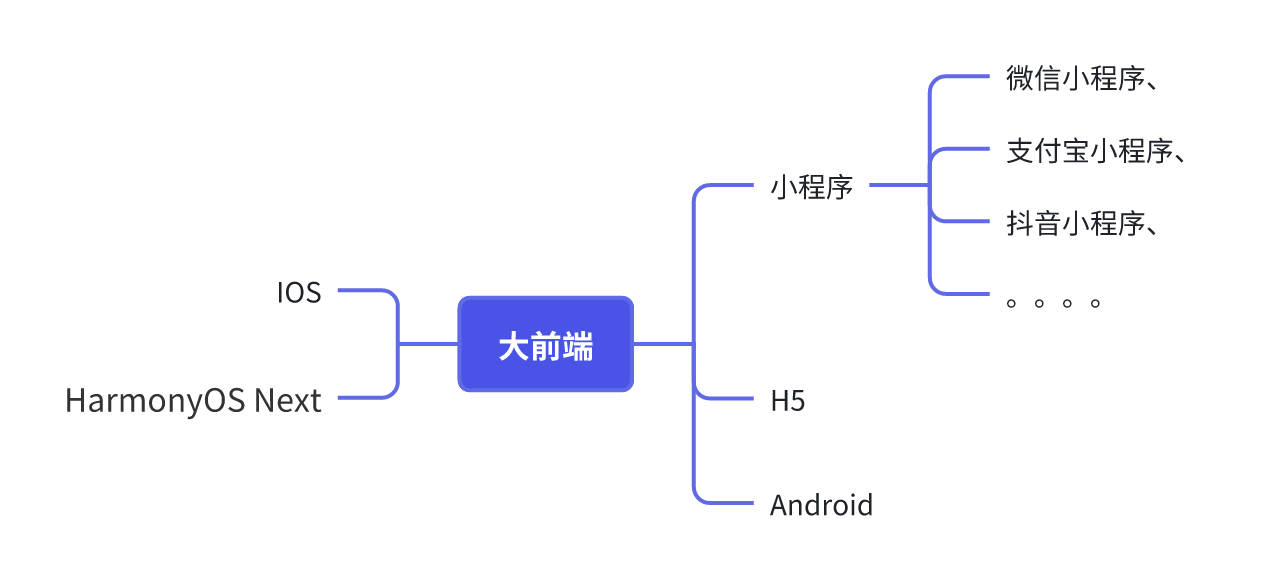 微信小程序、
支付宝小程序、
小程序
抖音小程序、
IOS
。。。。
大前端
HarmonyOS Next
H5
Android